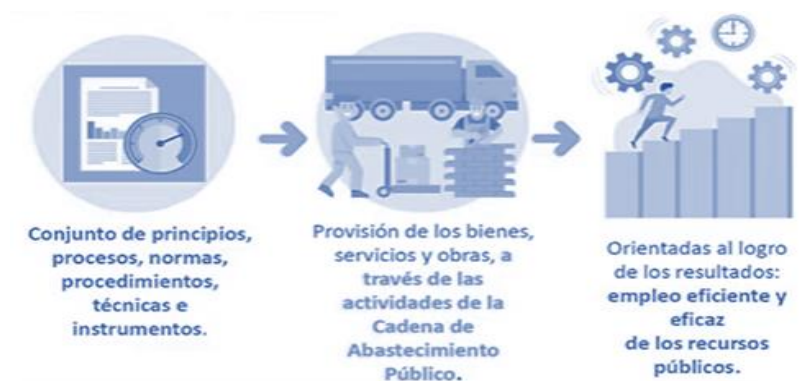 Conjunto de principios,
procesos, normas,
procedimientos,
técnicas e
instrumentos.
Provisión de los bienes,
servicios y obras, a
través de las
actividades de la
Cadena de
Abastecimiento
Público.
Orientadas al logro
de los resultados:
empleo eficiente y
eficaz
de los recursos
públicos.